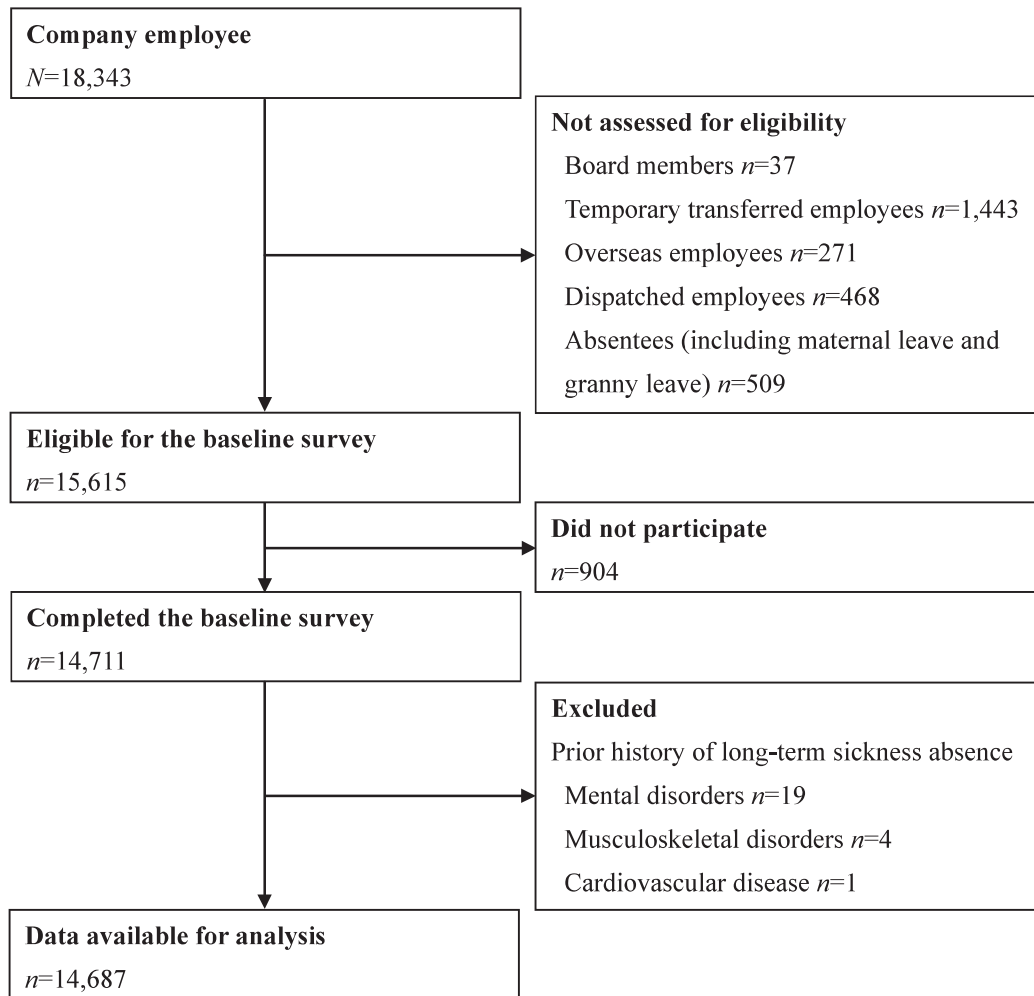 Company employee
N=18,343
Not assessed for eligibility
Board members n=37
Temporary transferred employees n=1,443
Overseas employees n=271
Dispatched employees n=468
Absentees (including maternal leave and
granny leave) n=509
Eligible for the baseline survey
n=15,615
Did not participate
n=904
Completed the baseline survey
n=14,711
Excluded
Prior history of long-term sickness absence
Mental disorders n=19
Musculoskeletal disorders n=4
Cardiovascular disease n=1
Data available for analysis
n=14,687